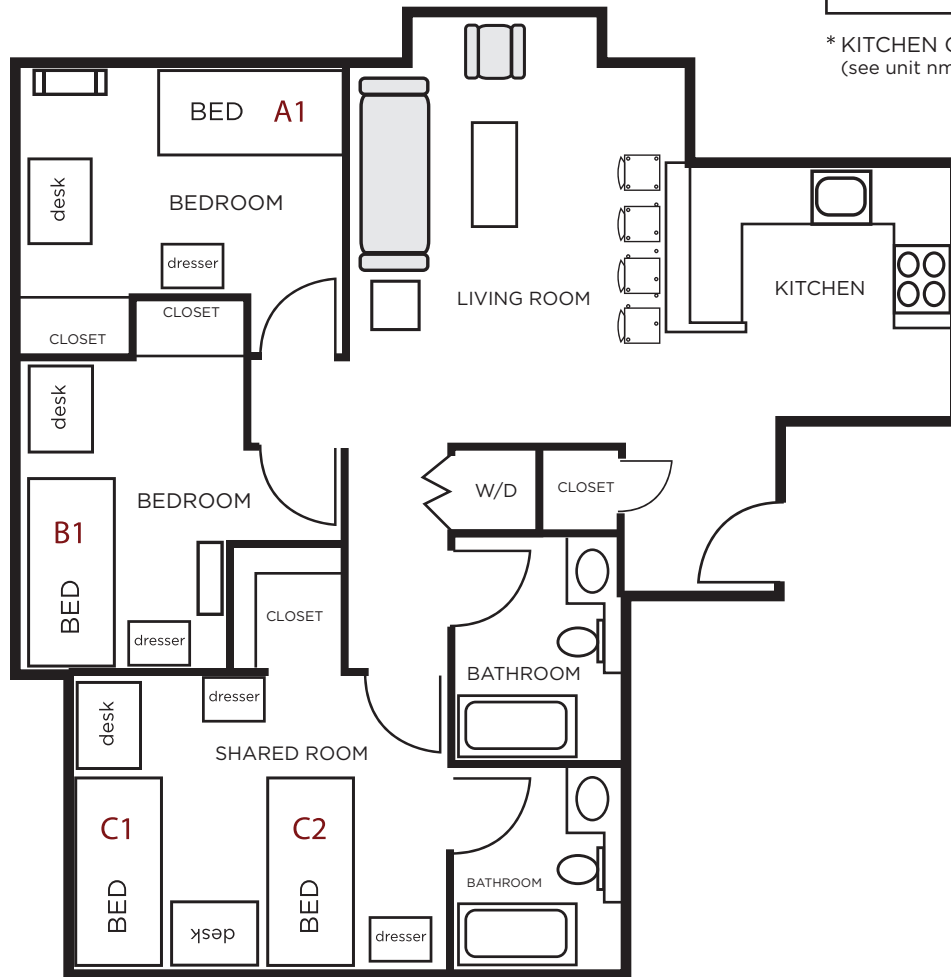 * KITCHEN
(see unit
BED A1
desk
BEDROOM
dresser
CLOSET
CLOSET
LIVING ROOM
KITCHEN
desk
BEDROOM
B1
BED
dresser
CLOSET
W/D
CLOSET
BATHROOM
desk
dresser
SHARED ROOM
C1
BED
C2
BED
desk
dresser
BATHROOM